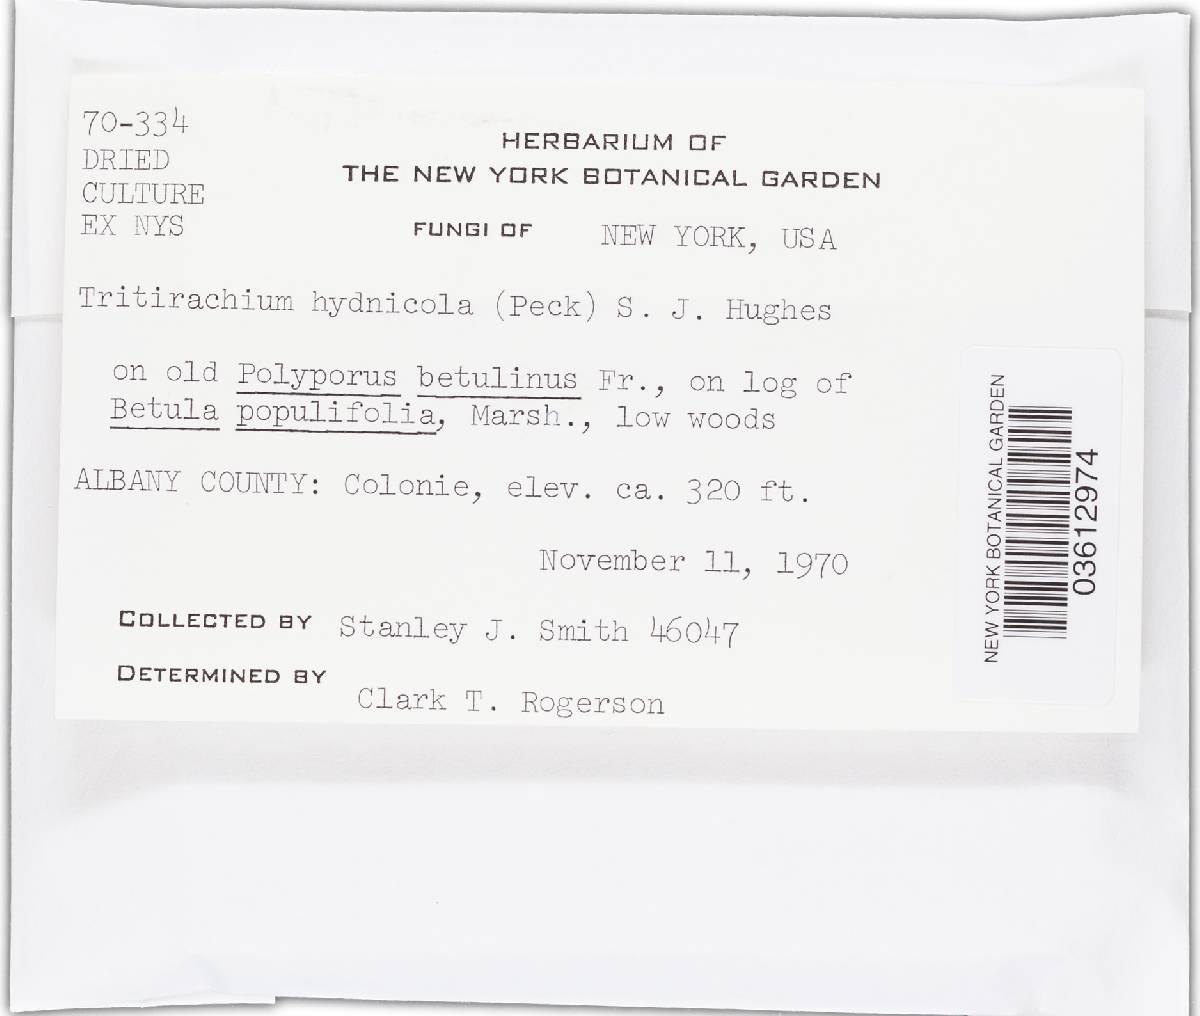 70-334
DRIED
CULTURE
EX NYS
HERBARIUM OF
THE NEW YORK BOTANICAL GARDEN
FUNGI OF NEW YORK, USA
Tritirachium hydnicola (Peck) S. J. Hughes
on old Polyporus betulinus Fr., on log of
Betula populifolia, Marsh., low woods
ALBANY COUNTY: Colonie, elev. ca. 320 ft.
November 11, 1970
COLLECTED BY Stanley J. Smith 46047
DETERMINED BY Clark T. Rogerson
NEW YORK BOTANICAL GARDEN
03612974